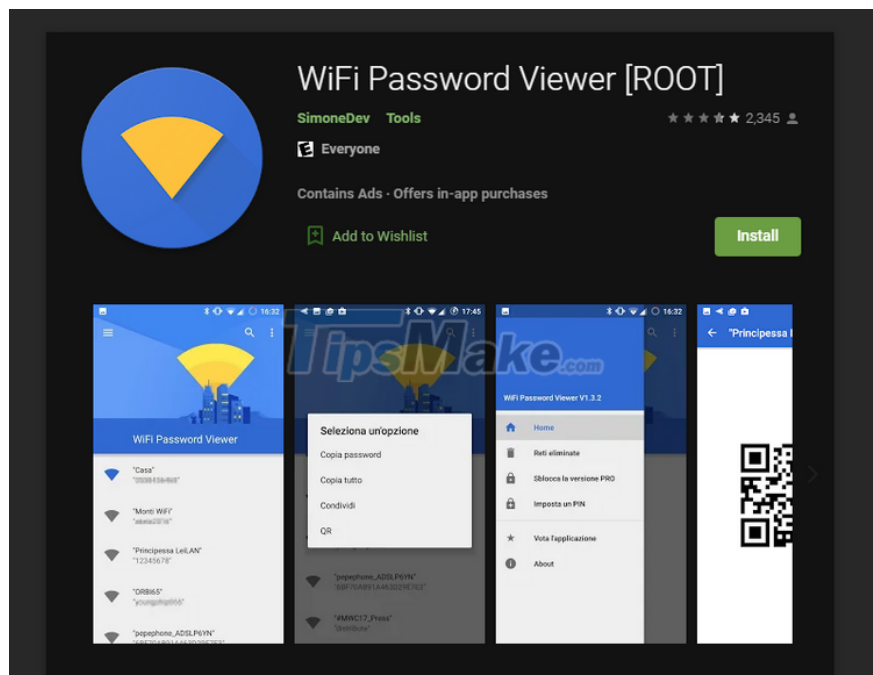 WiFi Password Viewer [ROOT]
SimoneDev Tools
2,345
E Everyone
Contains Ads · Offers in-app purchases
Add to Wishlist
Install
16:32
WiFi Password Viewer
"Casa"
"Monti WiFi"
"Principessa LeiLAN"
"12345678"
"ORBI65"
"pepephone_ADSLP6YN"
17:45
Seleziona un'opzione
Copia password
Copia tutto
Condividi
QR
"pepephone_ADSLP6YN"
"#MWC17_Press"
16:32
WiFi Password Viewer V1.3.2
Home
Reti eliminate
Sblocca la versione PRO
Imposta un PIN
Vota l'applicazione
About
"Principessa
TipsMake.com